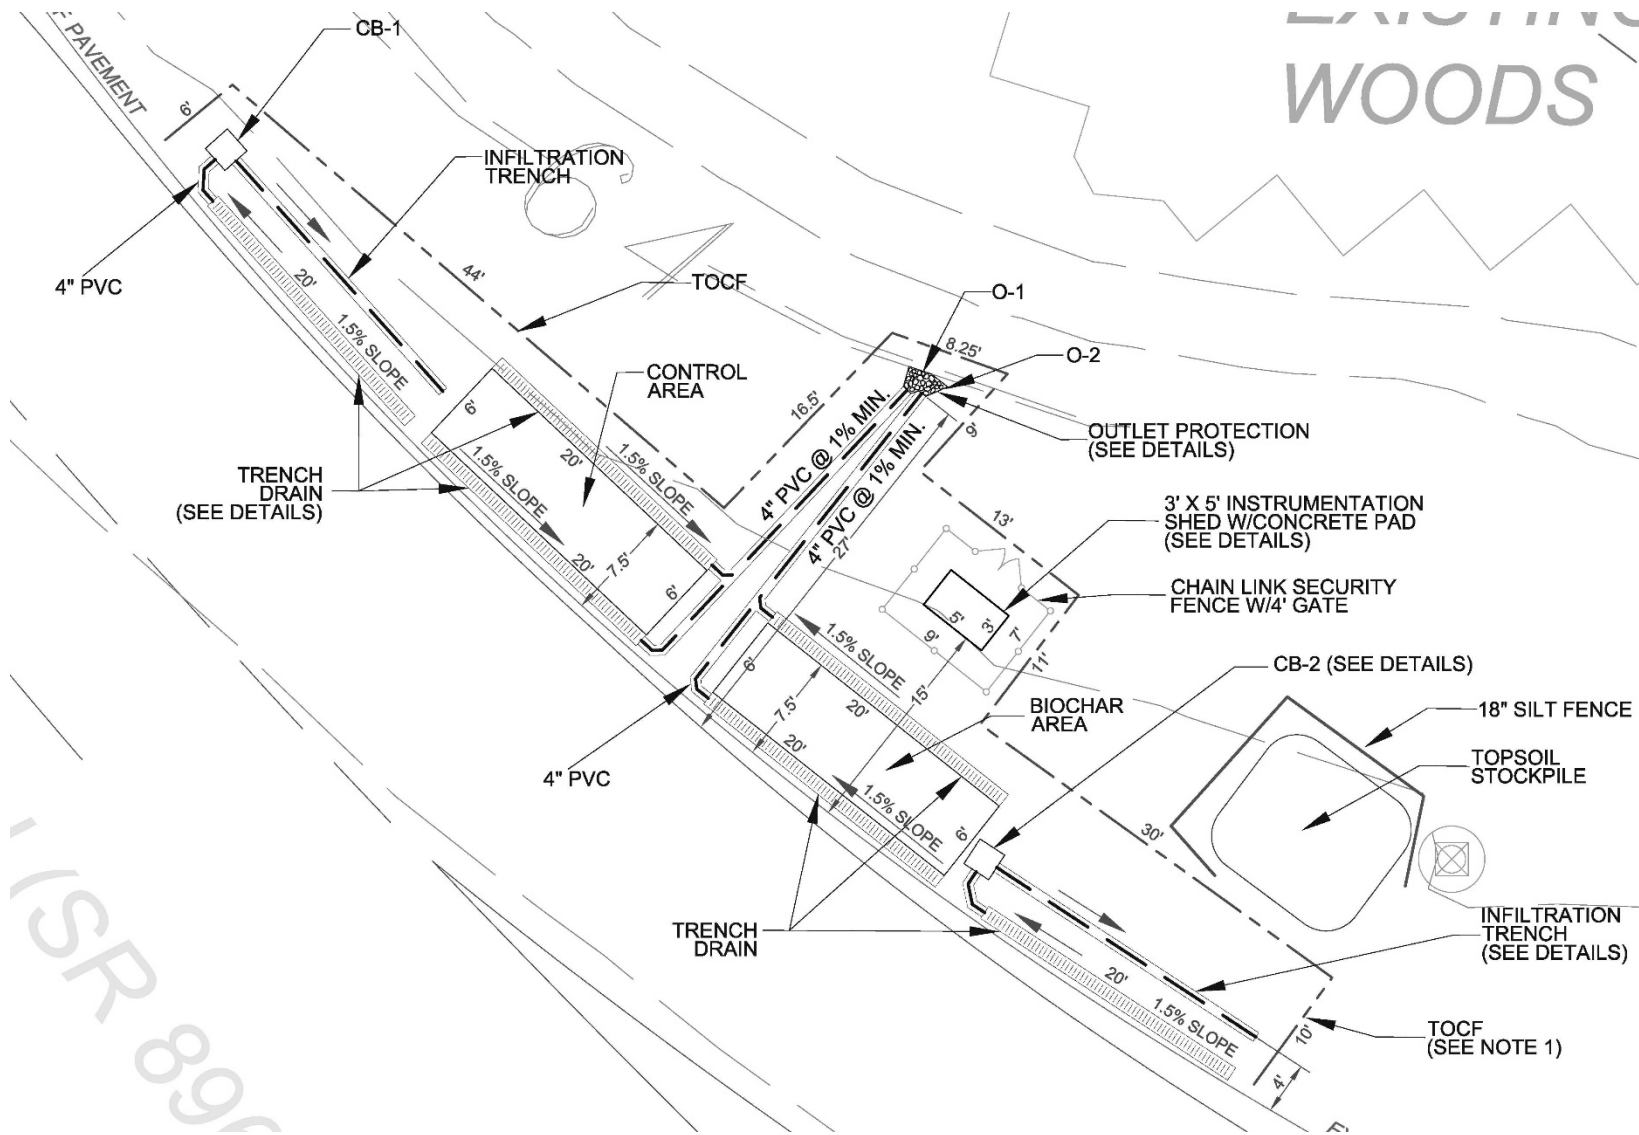 EXISTING
WOODS
CB-1
PAVEMENT
6'
INFILTRATION
TRENCH
4" PVC
20'
1.5% SLOPE
44'
TOCF
O-1
8.25'
O-2
CONTROL
AREA
16.5'
4" PVC @ 1% MIN.
4" PVC @ 1% MIN.
27'
9'
OUTLET PROTECTION
(SEE DETAILS)
6'
20'
1.5% SLOPE
1.5% SLOPE
TRENCH
DRAIN
(SEE DETAILS)
20'
7.5'
6'
13'
3' X 5' INSTRUMENTATION
SHED W/CONCRETE PAD
(SEE DETAILS)
CHAIN LINK SECURITY
FENCE W/4' GATE
5'
3'
7'
9'
11'
1.5% SLOPE
6'
15'
20'
7.5'
20'
CB-2 (SEE DETAILS)
BIOCHAR
AREA
18" SILT FENCE
TOPSOIL
STOCKPILE
4" PVC
1.5% SLOPE
6'
30'
TRENCH
DRAIN
INFILTRATION
TRENCH
(SEE DETAILS)
20'
1.5% SLOPE
10'
TOCF
(SEE NOTE 1)
4'
(SR 896